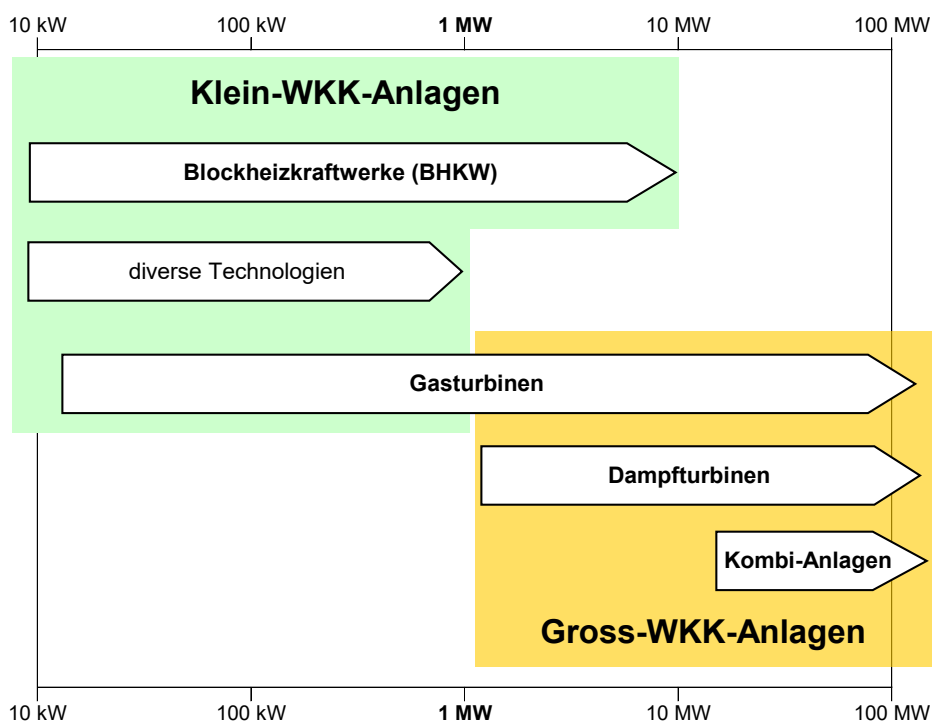 10 kW 100 kW 1 MW 10 MW 100 MW
Klein-WKK-Anlagen
Blockheizkraftwerke (BHKW)
diverse Technologien
Gasturbinen
Dampfturbinen
Kombi-Anlagen
Gross-WKK-Anlagen
10 kW 100 kW 1 MW 10 MW 100 MW